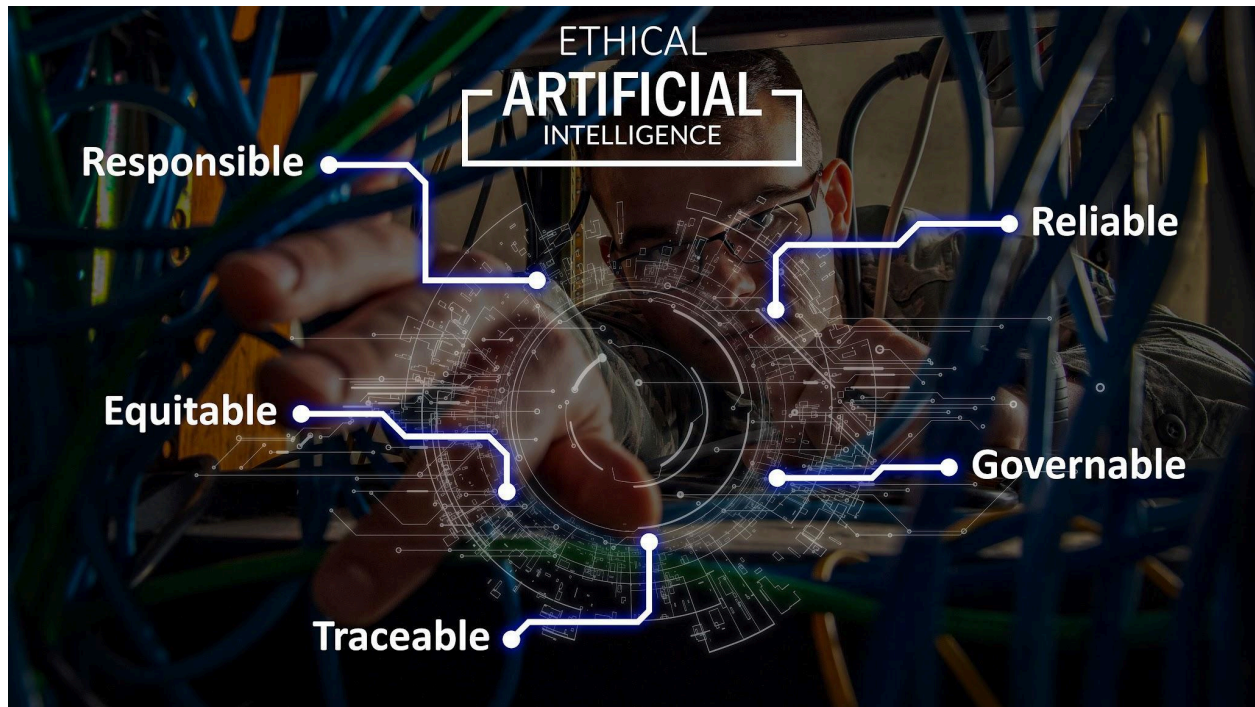 ETHICAL
ARTIFICIAL
INTELLIGENCE
Responsible
Reliable
Equitable
Governable
Traceable